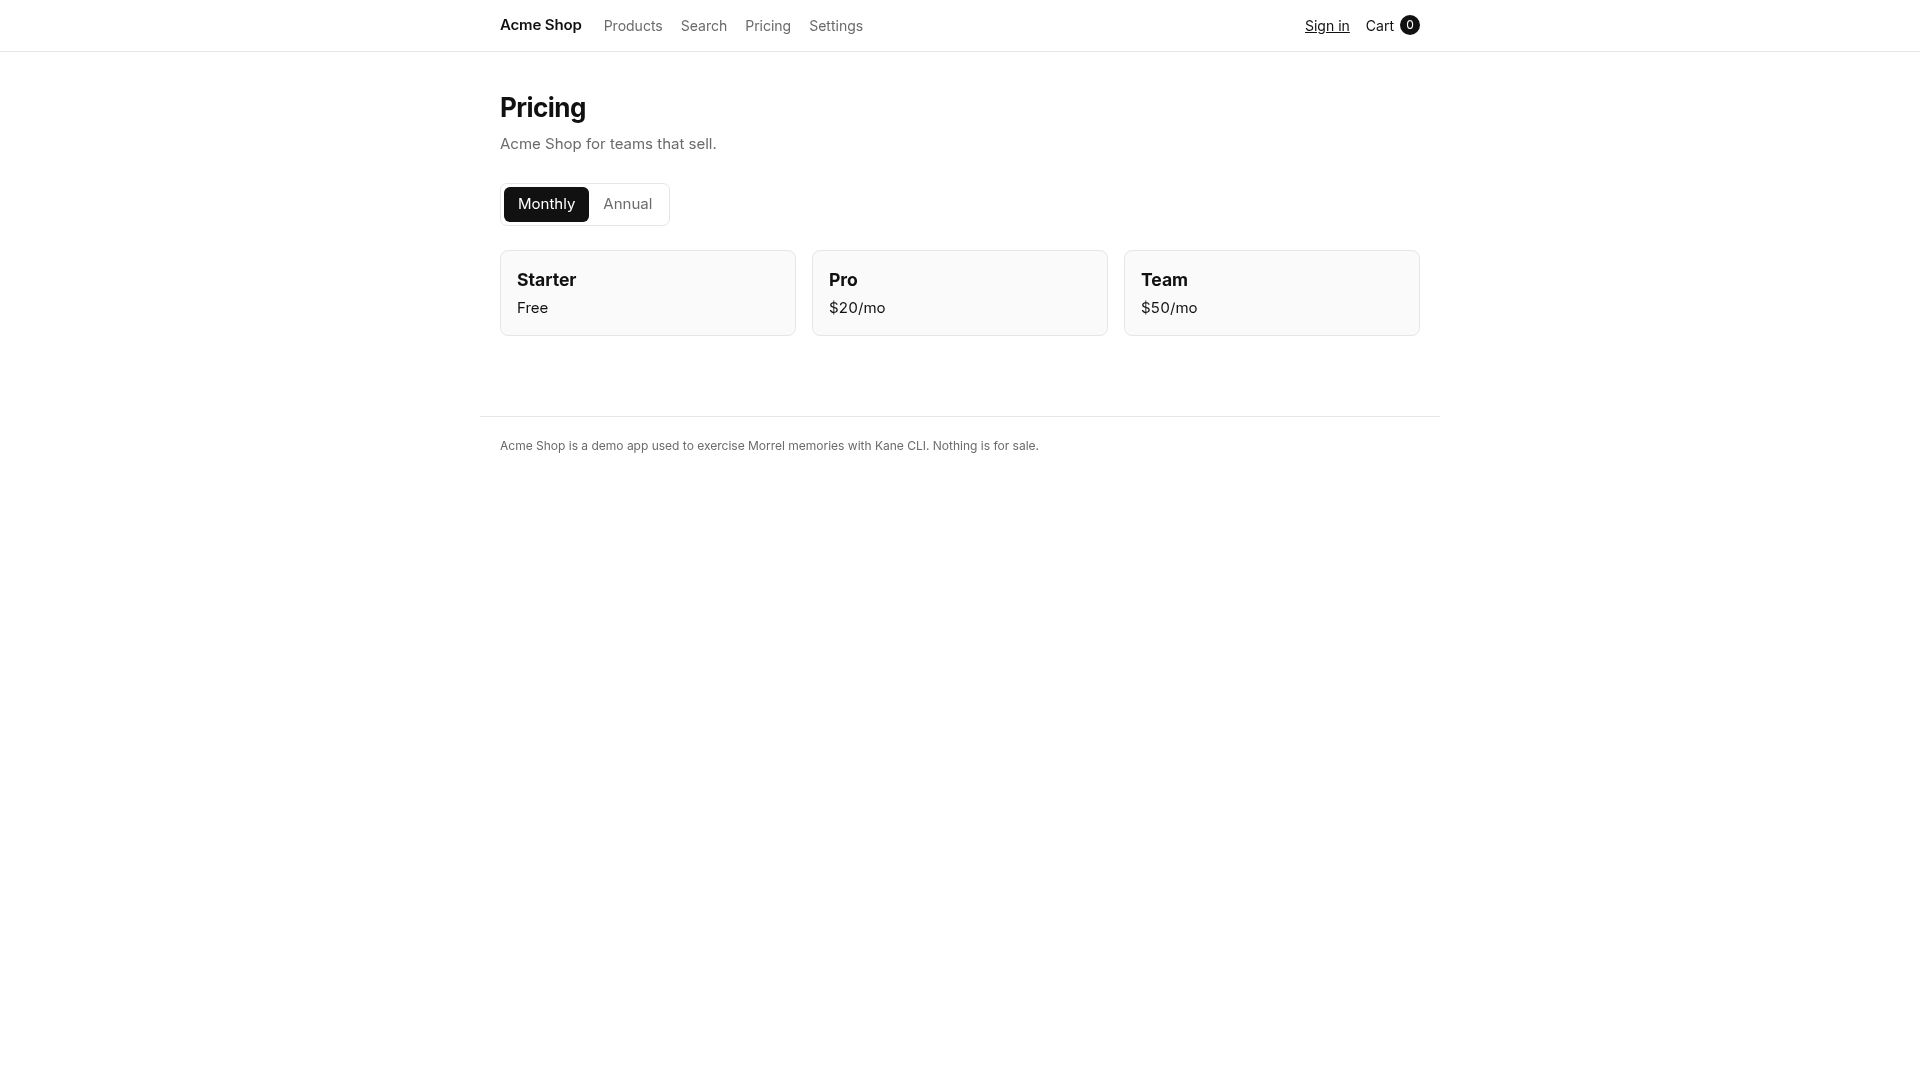 Acme Shop Products Search Pricing Settings Sign in Cart 0
Pricing
Acme Shop for teams that sell.
Monthly Annual
Starter
Free
Pro
$20/mo
Team
$50/mo
Acme Shop is a demo app used to exercise Morrel memories with Kane CLI. Nothing is for sale.